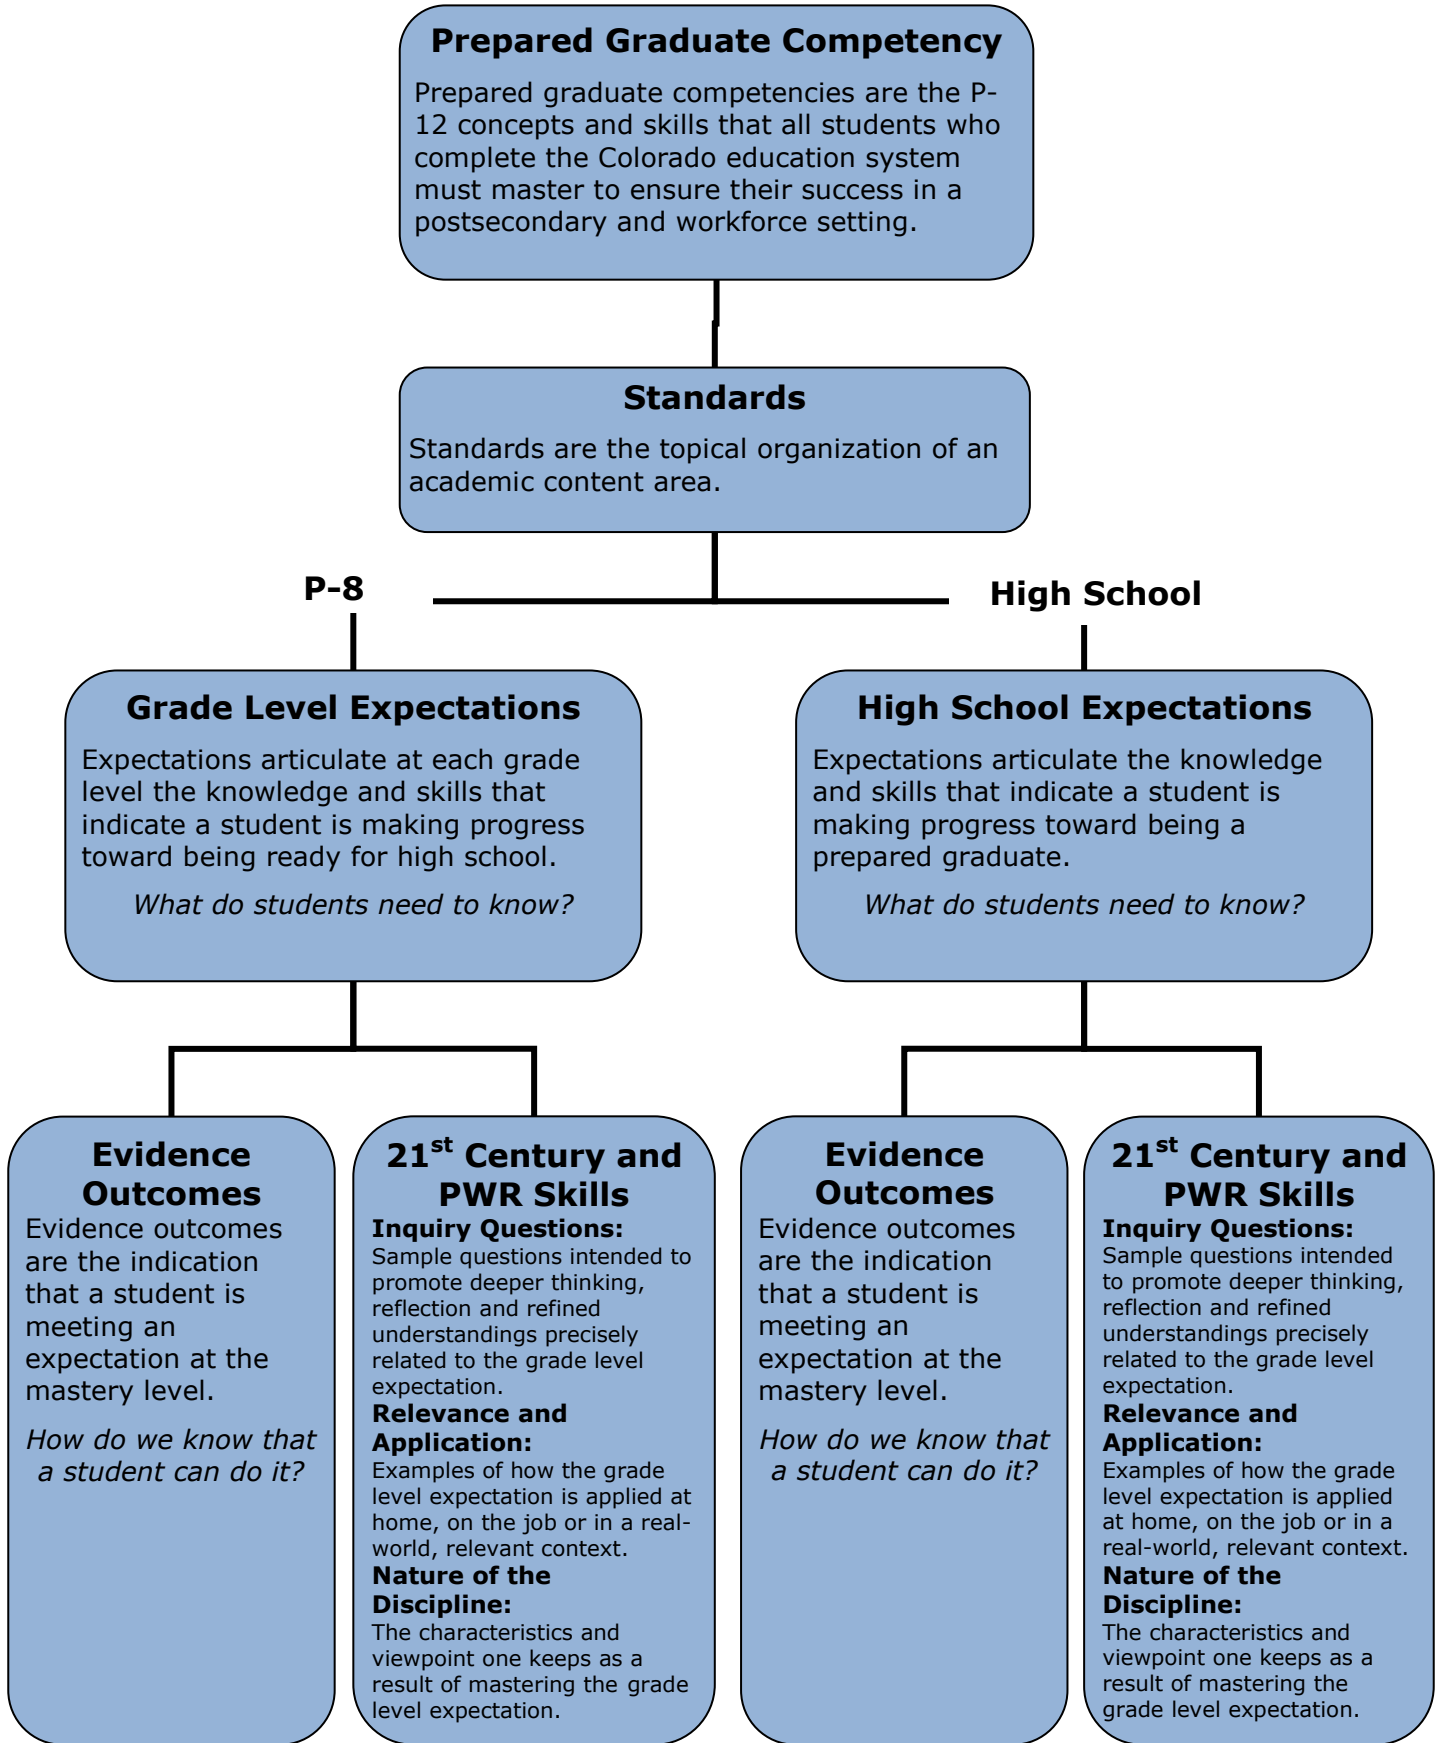 Prepared Graduate Competency
Prepared graduate competencies are the P-
12 concepts and skills that all students who
complete the Colorado education system
must master to ensure their success in a
postsecondary and workforce setting.
Standards
Standards are the topical organization of an
academic content area.
P-8
High School
Grade Level Expectations
Expectations articulate at each grade
level the knowledge and skills that
indicate a student is making progress
toward being ready for high school.
What do students need to know?
High School Expectations
Expectations articulate the knowledge
and skills that indicate a student is
making progress toward being a
prepared graduate.
What do students need to know?
Evidence
Outcomes
Evidence outcomes
are the indication
that a student is
meeting an
expectation at the
mastery level.
How do we know that
a student can do it?
21st Century and
PWR Skills
Inquiry Questions:
Sample questions intended to
promote deeper thinking,
reflection and refined
understandings precisely
related to the grade level
expectation.
Relevance and
Application:
Examples of how the grade
level expectation is applied at
home, on the job or in a real-
world, relevant context.
Nature of the
Discipline:
The characteristics and
viewpoint one keeps as a
result of mastering the grade
level expectation.
Evidence
Outcomes
Evidence outcomes
are the indication
that a student is
meeting an
expectation at the
mastery level.
How do we know that
a student can do it?
21st Century and
PWR Skills
Inquiry Questions:
Sample questions intended
to promote deeper thinking,
reflection and refined
understandings precisely
related to the grade level
expectation.
Relevance and
Application:
Examples of how the grade
level expectation is applied
at home, on the job or in a
real-world, relevant context.
Nature of the
Discipline:
The characteristics and
viewpoint one keeps as a
result of mastering the
grade level expectation.